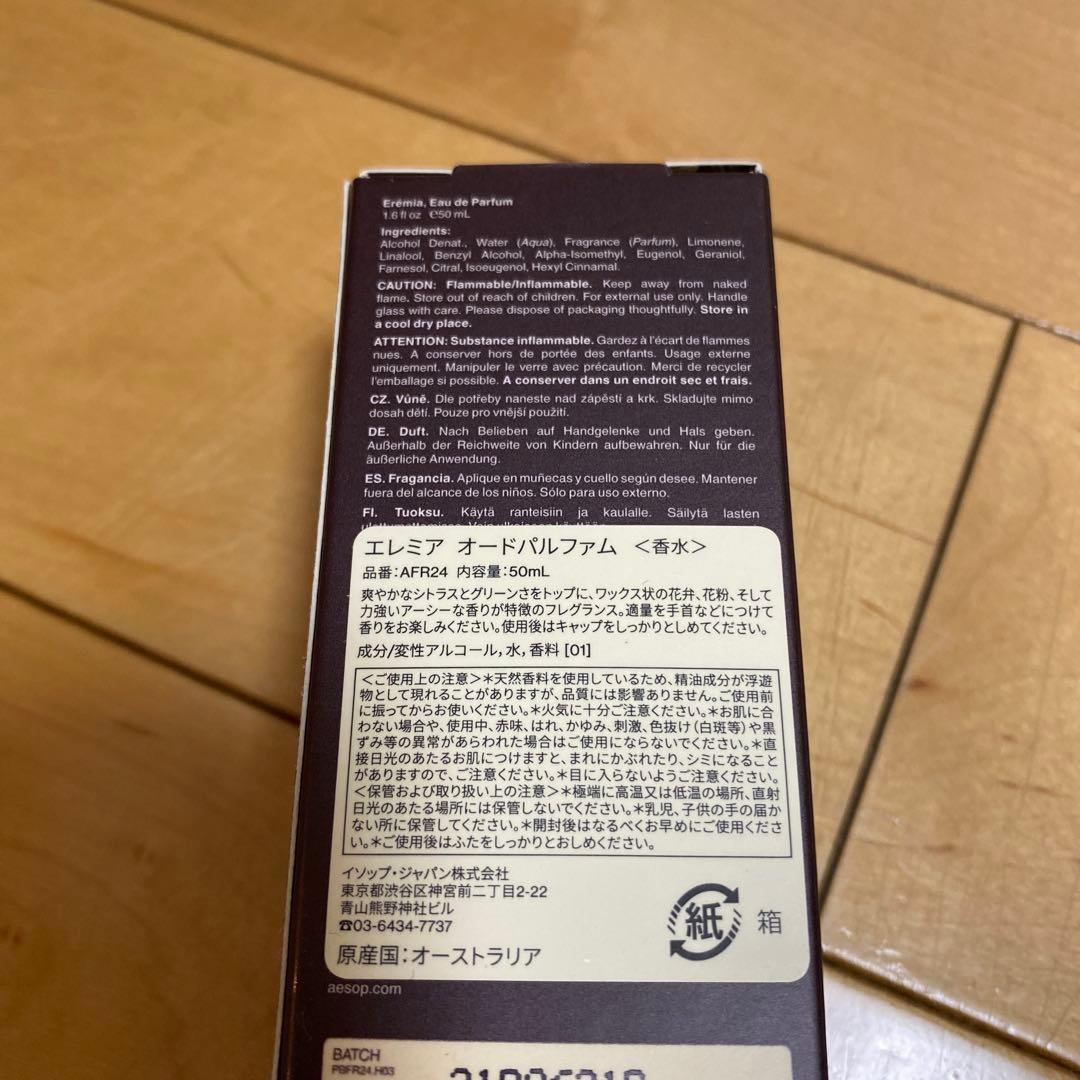 Erémia, Eau de Parfum
1.6 fl oz ℮50 mL
Ingredients:
Alcohol Denat., Water (Aqua), Fragrance (Parfum), Limonene,
Linalool, Benzyl Alcohol, Alpha-Isomethyl, Eugenol, Geraniol,
Farnesol, Citral, Isoeugenol, Hexyl Cinnamal.
CAUTION: Flammable/Inflammable. Keep away from naked
flame. Store out of reach of children. For external use only. Handle
glass with care. Please dispose of packaging thoughtfully. Store in
a cool dry place.
ATTENTION: Substance inflammable. Gardez à l'écart de flammes
nues. A conserver hors de portée des enfants. Usage externe
uniquement. Manipuler le verre avec précaution. Merci de recycler
l'emballage si possible. A conserver dans un endroit sec et frais.
CZ. Vůně. Dle potřeby naneste nad zápěstí a krk. Skladujte mimo
dosah dětí. Pouze pro vnější použití.
DE. Duft. Nach Belieben auf Handgelenke und Hals geben.
Außerhalb der Reichweite von Kindern aufbewahren. Nur für die
äußerliche Anwendung.
ES. Fragancia. Aplique en muñecas y cuello según desee. Mantener
fuera del alcance de los niños. Sólo para uso externo.
FI. Tuoksu. Käytä ranteisiin ja kaulalle. Säilytä lasten
エレミア オードパルファム ＜香水＞
品番：AFR24 内容量：50mL
爽やかなシトラスとグリーンさをトップに、ワックス状の花弁、花粉、そして
力強いアーシーな香りが特徴のフレグランス。適量を手首などにつけて
香りをお楽しみください。使用後はキャップをしっかりとしめてください。
成分/変性アルコール，水，香料 [01]
＜ご使用上の注意＞＊天然香料を使用しているため、精油成分が浮遊
物として現れることがありますが、品質には影響ありません。ご使用前
に振ってからお使いください。＊火気に十分ご注意ください。＊お肌に合
わない場合や、使用中、赤味、はれ、かゆみ、刺激、色抜け（白斑等）や黒
ずみ等の異常があらわれた場合はご使用にならないでください。＊直
接日光のあたるお肌につけますと、まれにかぶれたり、シミになること
がありますので、ご注意ください。＊目に入らないようご注意ください。
＜保管および取り扱い上の注意＞＊極端に高温又は低温の場所、直射
日光のあたる場所には保管しないでください。＊乳児、子供の手の届か
ない所に保管してください。＊開封後はなるべくお早めにご使用くださ
い。＊ご使用後はふたをしっかりとおしめください。
イソップ・ジャパン株式会社
東京都渋谷区神宮前二丁目2-22
青山熊野神社ビル
☎03-6434-7737
紙 箱
原産国：オーストラリア
aesop.com
BATCH
PBFR24.H03